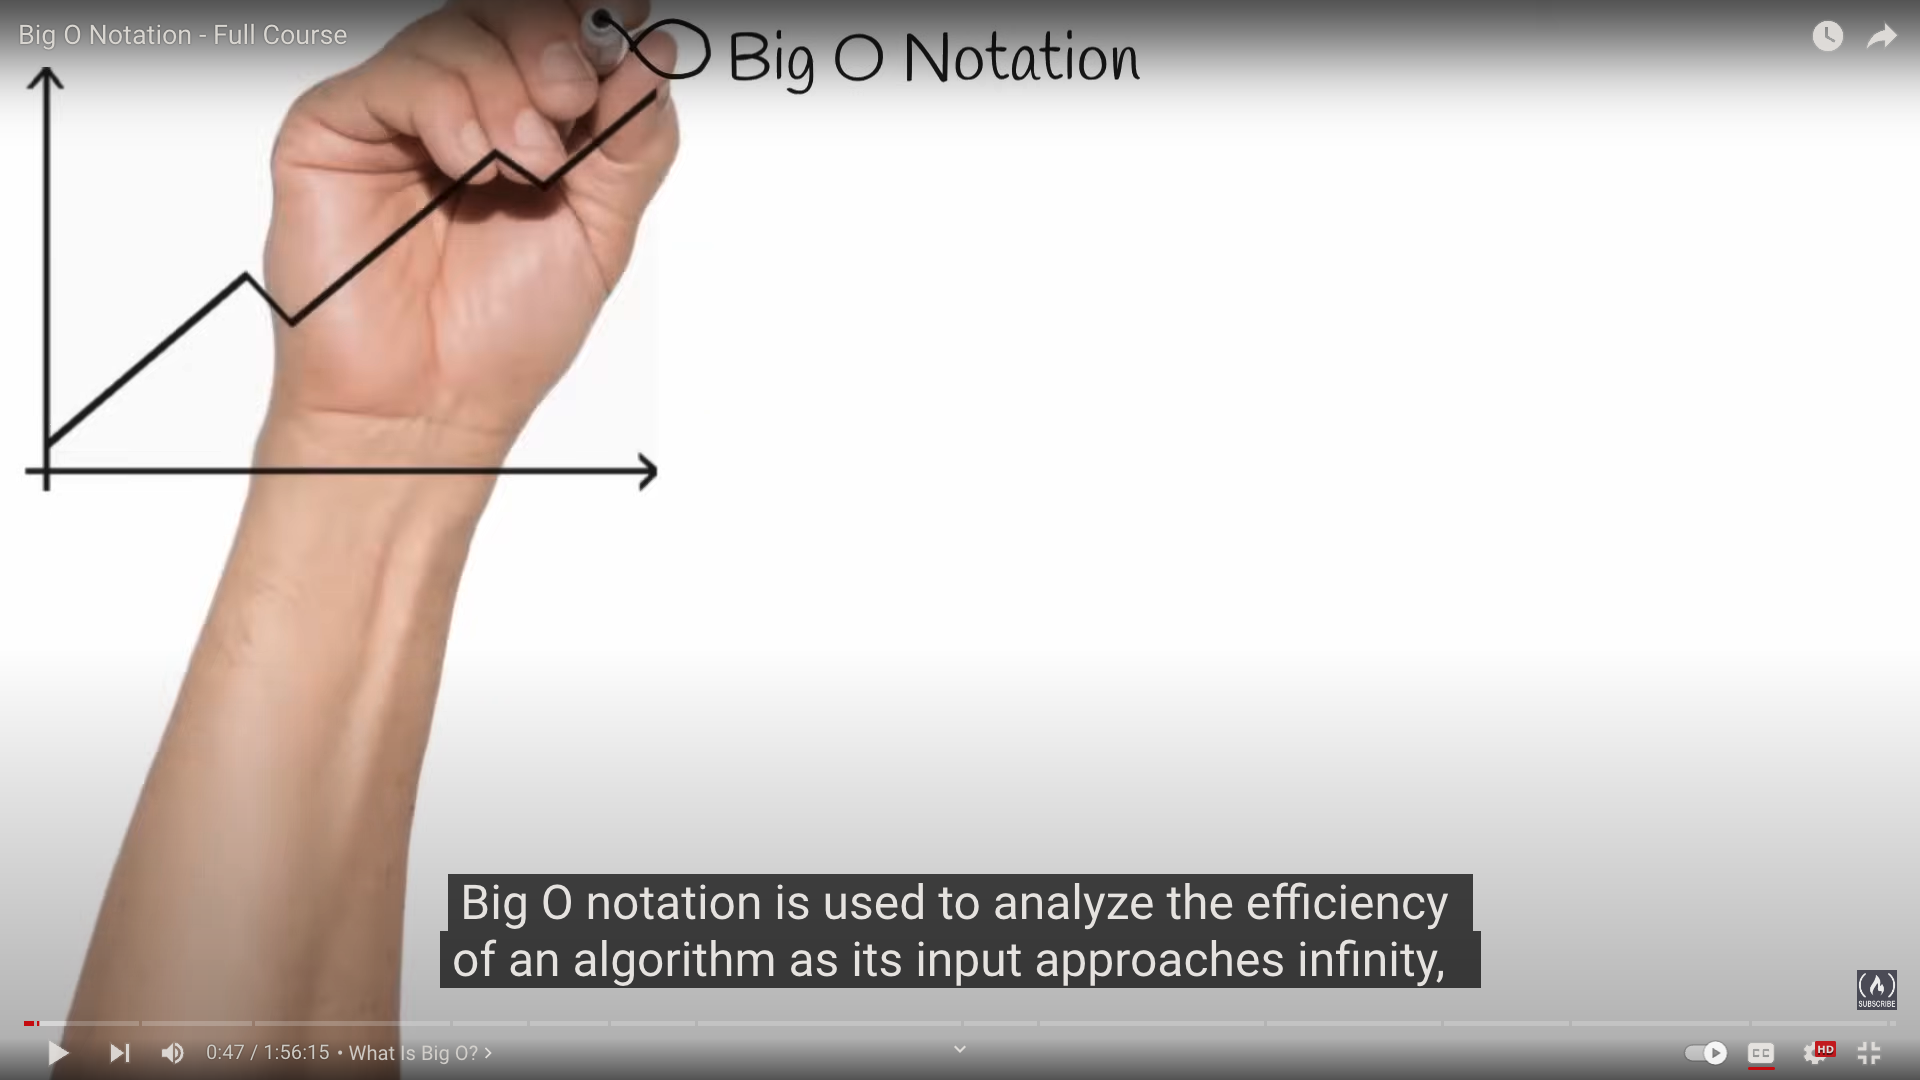 Big O Notation - Full Course
Big O Notation
Big O notation is used to analyze the efficiency
of an algorithm as its input approaches infinity,
SUBSCRIBE
0:47 / 1:56:15 • What Is Big O? >
CC
HD